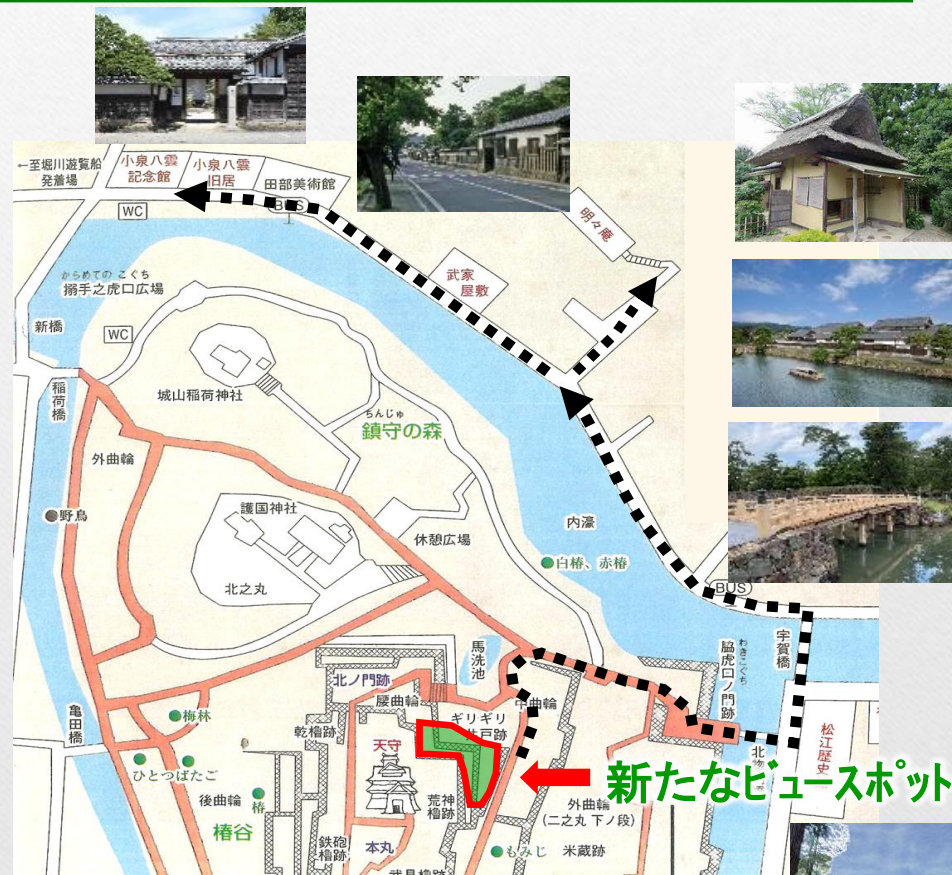 ←至堀川遊覧船
発着場
小泉八雲
記念館
小泉八雲
旧居
田部美術館
WC
BUS
明々庵
武家
屋敷
からめての こぐち
搦手之虎口広場
新橋
WC
稲荷橋
城山稲荷神社
ちんじゅ
鎮守の森
外曲輪
野鳥
護国神社
休憩広場
内濠
白椿、赤椿
北之丸
BUS
宇賀橋
わきこぐち
脇虎口ノ門跡
馬洗池
北ノ門跡
腰曲輪
中曲輪
ギリギリ
井戸跡
乾櫓跡
梅林
亀田橋
天守
松江歴史
ひとつばたご
新たなビュースポット
後曲輪
椿
荒神櫓跡
外曲輪
(二之丸 下ノ段)
椿谷
鉄砲櫓跡
本丸
もみじ
米蔵跡
武具櫓跡